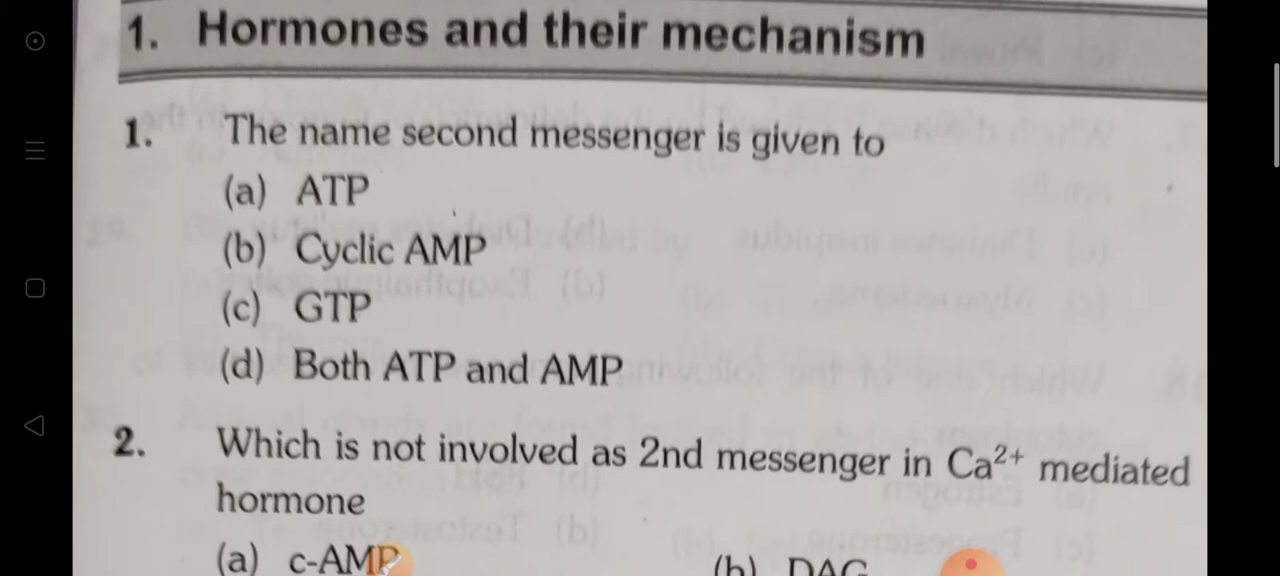 1. Hormones and their mechanism
1. The name second messenger is given to
(a) ATP
(b) Cyclic AMP
(c) GTP
(d) Both ATP and AMP
2. Which is not involved as 2nd messenger in Ca²⁺ mediated
hormone
(a) c-AMP (b) DAG